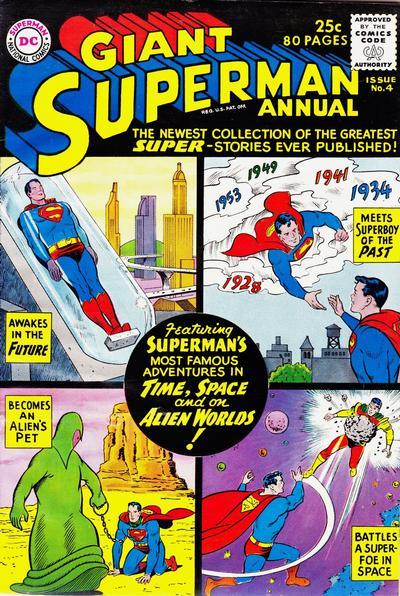 SUPERMAN
DC
NATIONAL COMICS
GIANT
SUPERMAN
ANNUAL
REG. U.S. PAT. OFF.
25c
80 PAGES
APPROVED
BY THE
COMICS
CODE
CA
AUTHORITY
ISSUE
No. 4
THE NEWEST COLLECTION OF THE GREATEST
SUPER-STORIES EVER PUBLISHED!
AWAKES
IN THE
FUTURE
1953
1949
1941
1934
1928
MEETS
SUPERBOY
OF THE
PAST
Featuring
SUPERMAN'S
MOST FAMOUS
ADVENTURES IN
TIME, SPACE
and on
ALIEN WORLDS
!
BECOMES
AN
ALIEN'S
PET
BATTLES
A SUPER-
FOE IN
SPACE